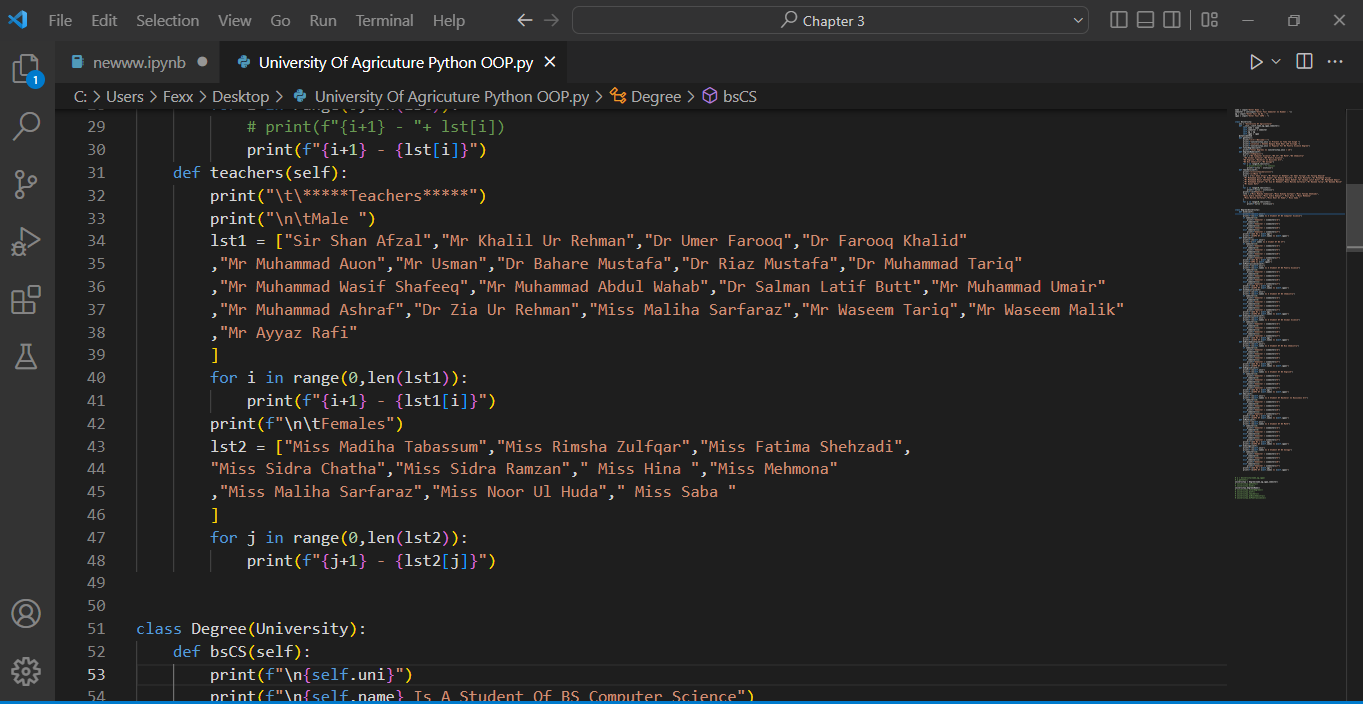 File Edit Selection View Go Run Terminal Help Chapter 3
1
newww.ipynb University Of Agricuture Python OOP.py
C: > Users > Fexx > Desktop > University Of Agricuture Python OOP.py > Degree > bsCS
29 # print(f"{i+1} - "+ lst[i])
30 print(f"{i+1} - {lst[i]}")
31 def teachers(self):
32 print("\t\*****Teachers*****")
33 print("\n\tMale ")
34 lst1 = ["Sir Shan Afzal","Mr Khalil Ur Rehman","Dr Umer Farooq","Dr Farooq Khalid"
35 ,"Mr Muhammad Auon","Mr Usman","Dr Bahare Mustafa","Dr Riaz Mustafa","Dr Muhammad Tariq"
36 ,"Mr Muhammad Wasif Shafeeq","Mr Muhammad Abdul Wahab","Dr Salman Latif Butt","Mr Muhammad Umair"
37 ,"Mr Muhammad Ashraf","Dr Zia Ur Rehman","Miss Maliha Sarfaraz","Mr Waseem Tariq","Mr Waseem Malik"
38 ,"Mr Ayyaz Rafi"
39 ]
40 for i in range(0,len(lst1)):
41 print(f"{i+1} - {lst1[i]}")
42 print(f"\n\tFemales")
43 lst2 = ["Miss Madiha Tabassum","Miss Rimsha Zulfqar","Miss Fatima Shehzadi",
44 "Miss Sidra Chatha","Miss Sidra Ramzan"," Miss Hina ","Miss Mehmona"
45 ,"Miss Maliha Sarfaraz","Miss Noor Ul Huda"," Miss Saba "
46 ]
47 for j in range(0,len(lst2)):
48 print(f"{j+1} - {lst2[j]}")
49
50
51 class Degree(University):
52 def bsCS(self):
53 print(f"\n{self.uni}")
54 print(f"\n{self.name} Is A Student Of BS Computer Science")